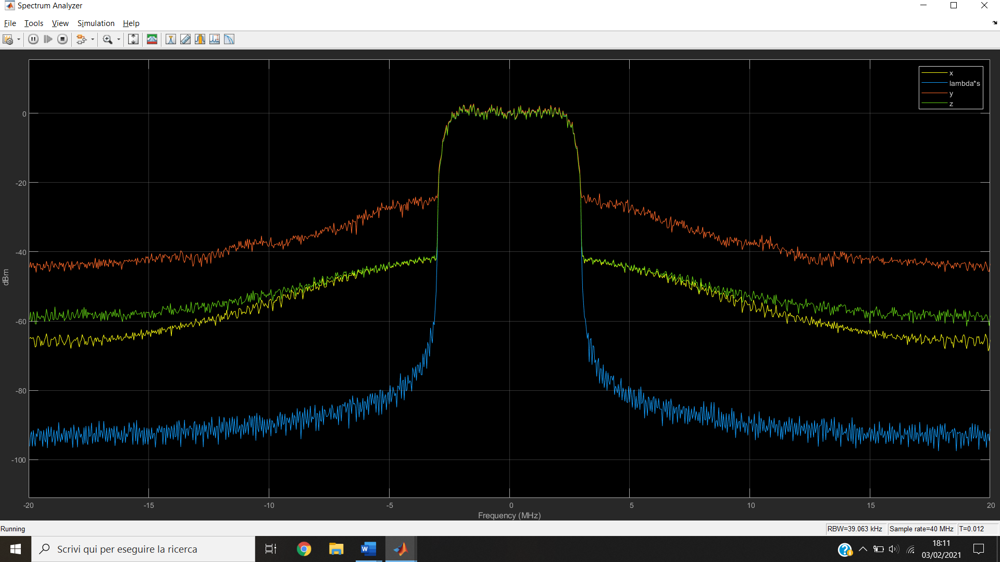 Spectrum Analyzer
File Tools View Simulation Help
x
lambda*s
y
z
0
-20
-40
-60
-80
-100
dBm
-20 -15 -10 -5 0 5 10 15 20
Frequency (MHz)
Running
RBW=39.063 kHz Sample rate=40 MHz T=0.012
Scrivi qui per eseguire la ricerca
18:11
03/02/2021